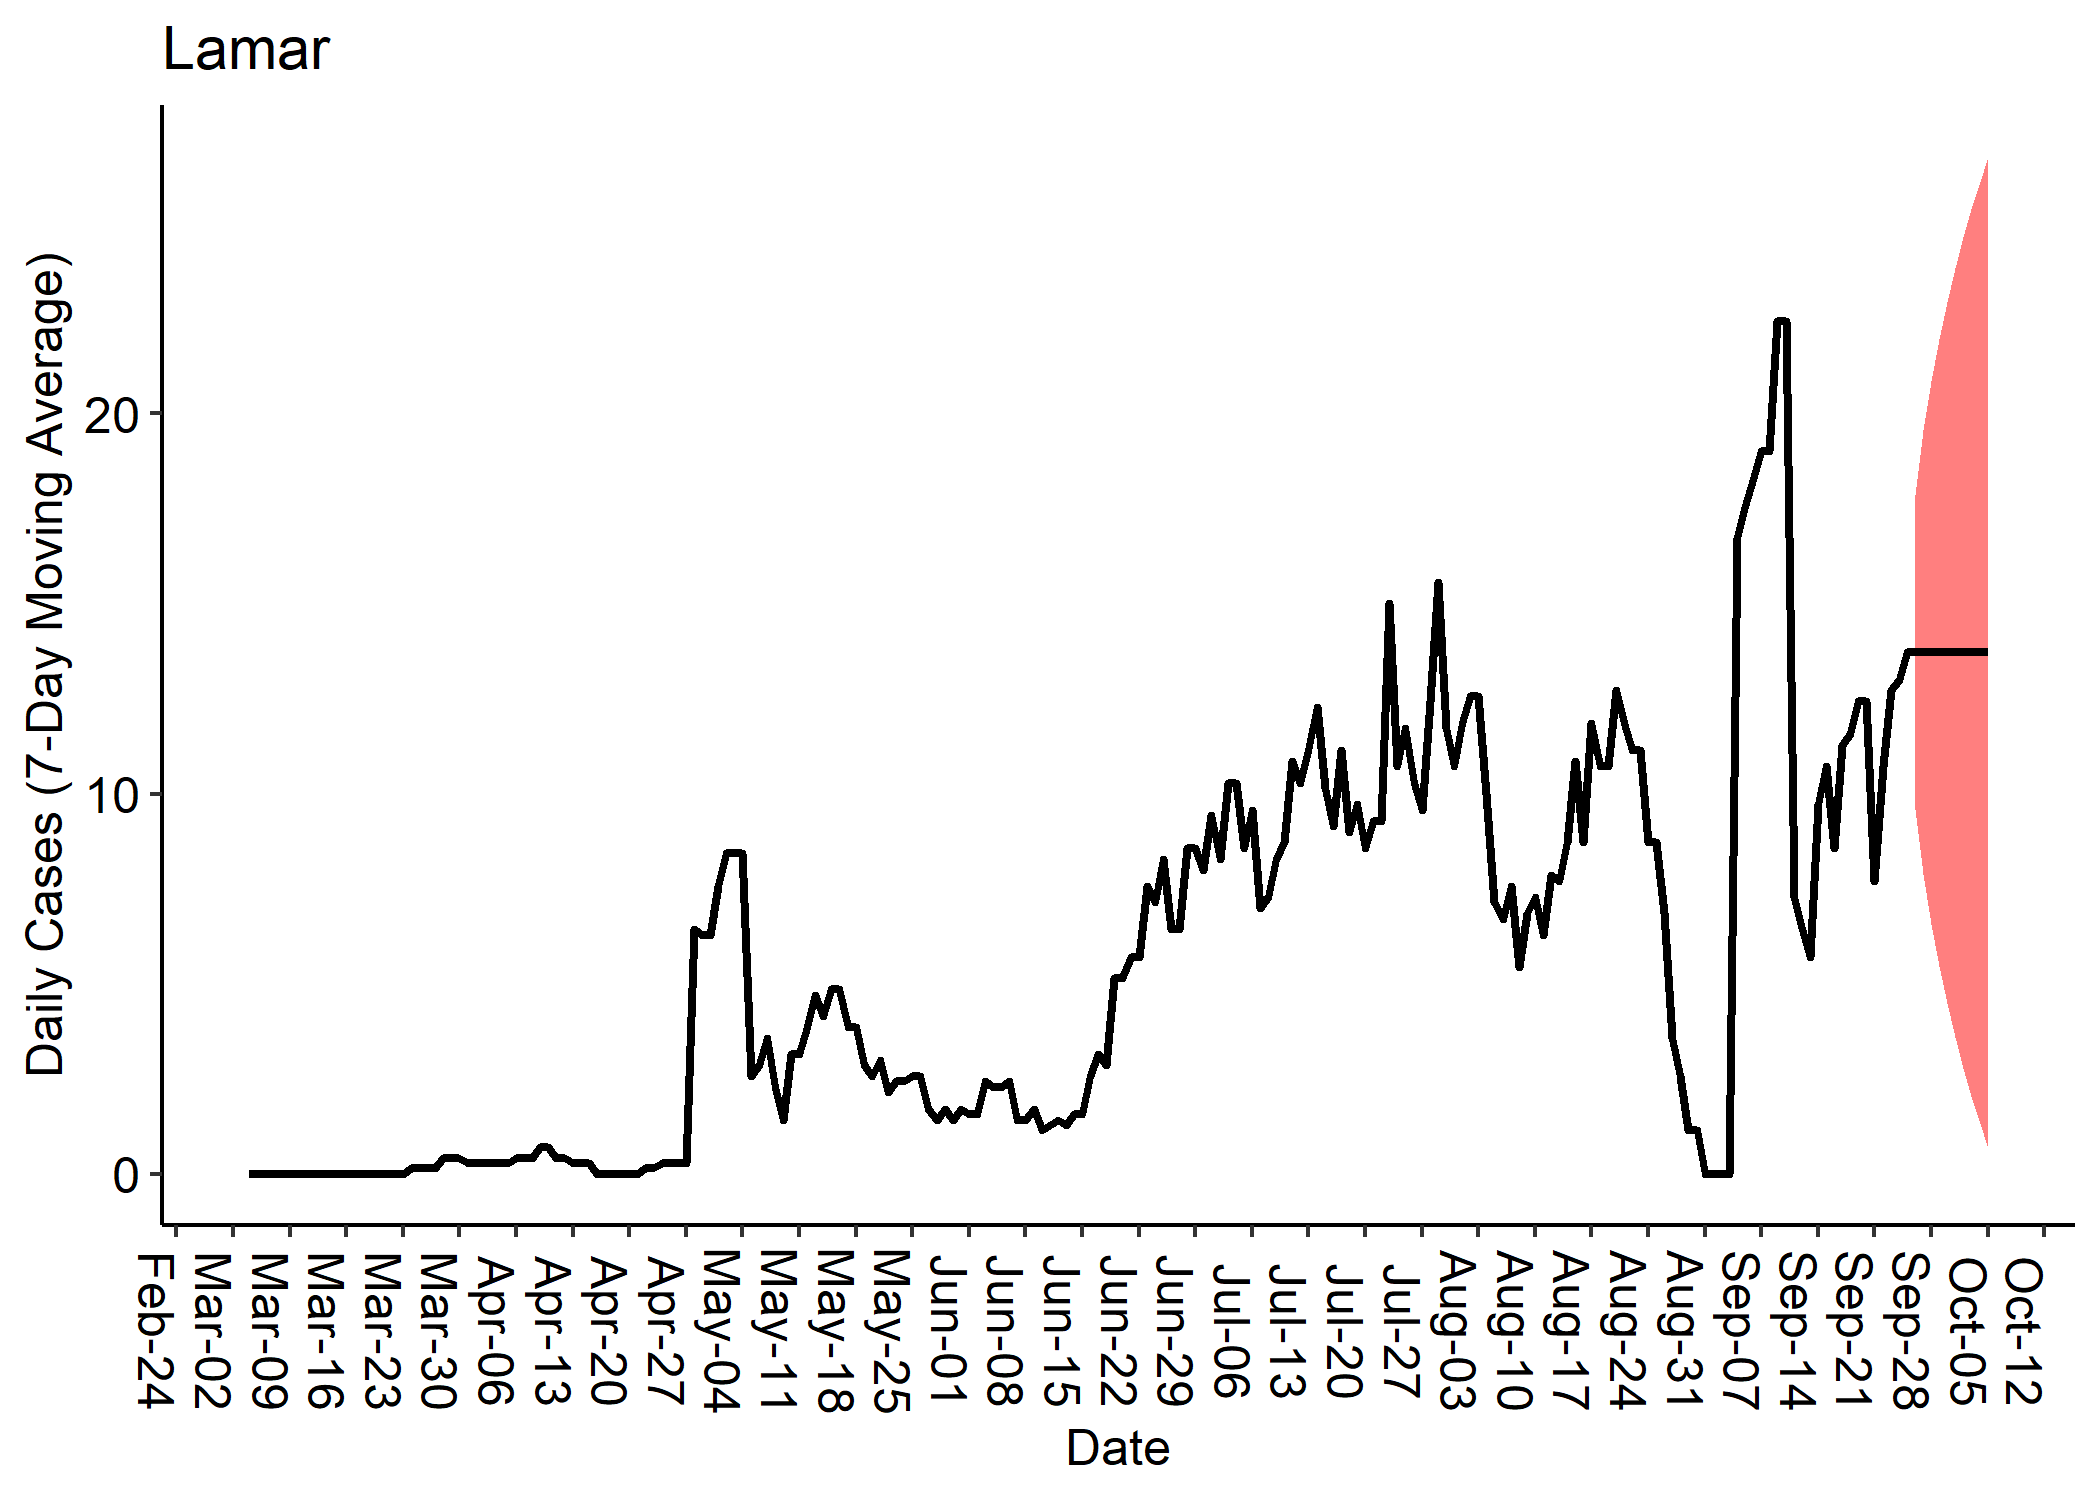 Lamar
Daily Cases (7-Day Moving Average)
20
10
0
Feb-24
Mar-02
Mar-09
Mar-16
Mar-23
Mar-30
Apr-06
Apr-13
Apr-20
Apr-27
May-04
May-11
May-18
May-25
Jun-01
Jun-08
Jun-15
Jun-22
Jun-29
Jul-06
Jul-13
Jul-20
Jul-27
Aug-03
Aug-10
Aug-17
Aug-24
Aug-31
Sep-07
Sep-14
Sep-21
Sep-28
Oct-05
Oct-12
Date